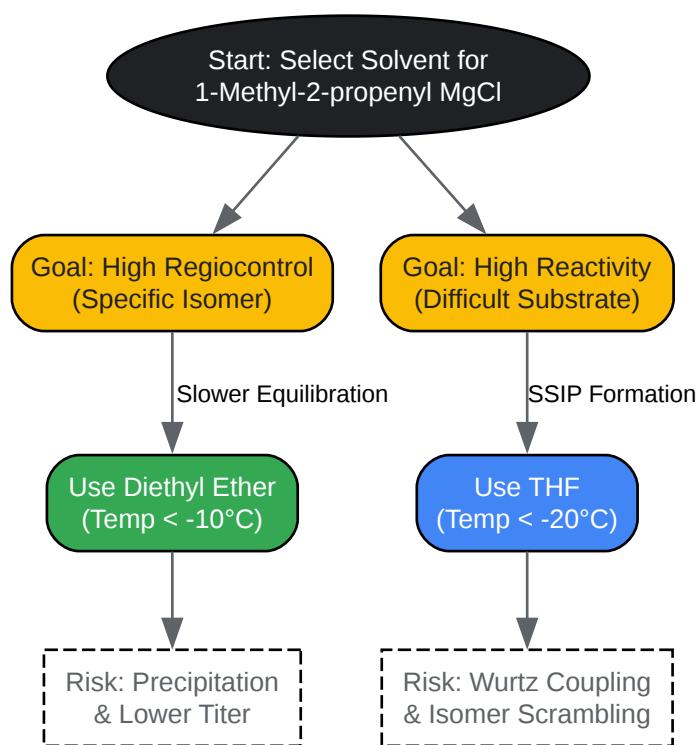 Start: Select Solvent for
1-Methyl-2-propenyl MgCl
Goal: High Regiocontrol
(Specific Isomer)
Goal: High Reactivity
(Difficult Substrate)
Slower Equilibration
SSIP Formation
Use Diethyl Ether
(Temp < -10°C)
Use THF
(Temp < -20°C)
Risk: Precipitation
& Lower Titer
Risk: Wurtz Coupling
& Isomer Scrambling